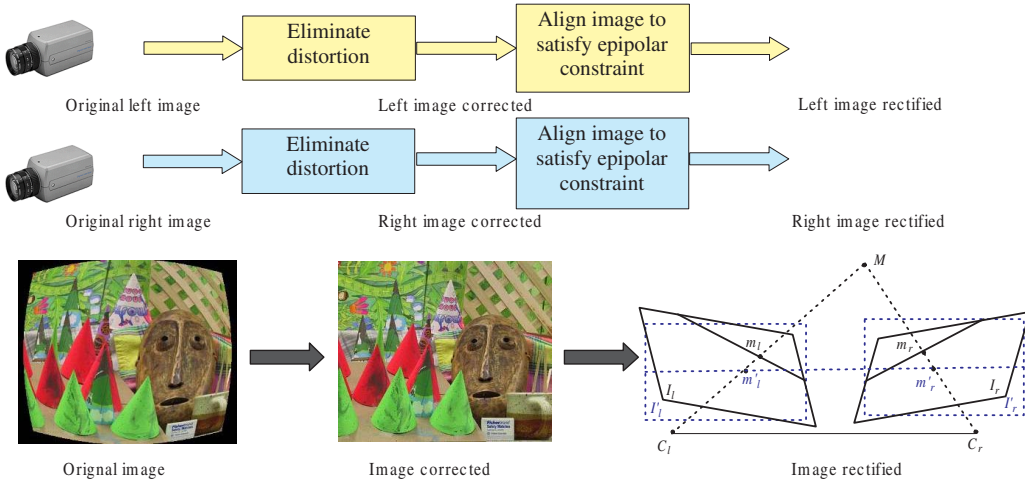 Eliminate
distortion
Align image to
satisfy epipolar
constraint
Original left image
Left image corrected
Left image rectified
Eliminate
distortion
Align image to
satisfy epipolar
constraint
Original right image
Right image corrected
Right image rectified
M
m_l
m_r
m'_l
m'_r
I_l
I_r
I'_l
I'_r
C_l
C_r
Orignal image
Image corrected
Image rectified